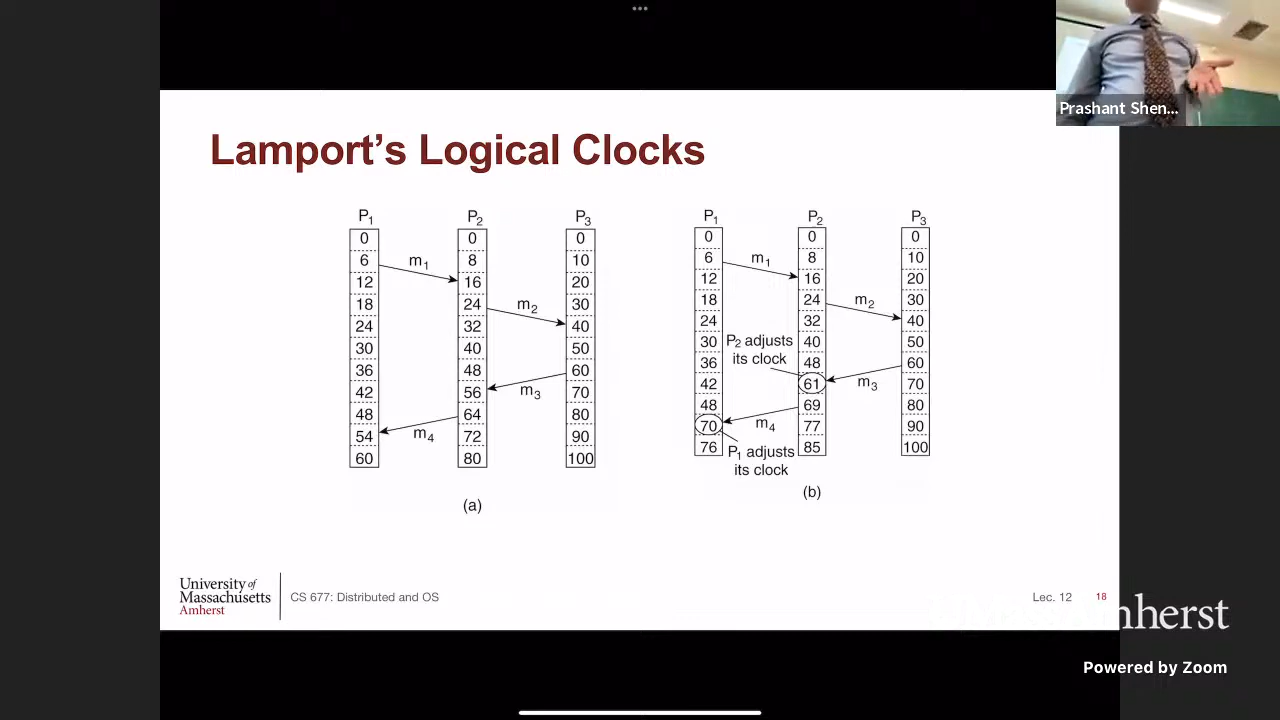 Prashant Shen...
Lamport's Logical Clocks
P1 P2 P3
0 0 0
6 8 10
12 16 20
18 24 30
24 32 40
30 40 50
36 48 60
42 56 70
48 64 80
54 72 90
60 80 100
m1
m2
m3
m4
(a)
P1 P2 P3
0 0 0
6 8 10
12 16 20
18 24 30
24 32 40
30 40 50
36 48 60
42 61 70
48 69 80
70 77 90
76 85 100
m1
m2
P2 adjusts
its clock
m3
m4
P1 adjusts
its clock
(b)
University of
Massachusetts
Amherst
CS 677: Distributed and OS
Lec. 12
18
Amherst
Powered by Zoom